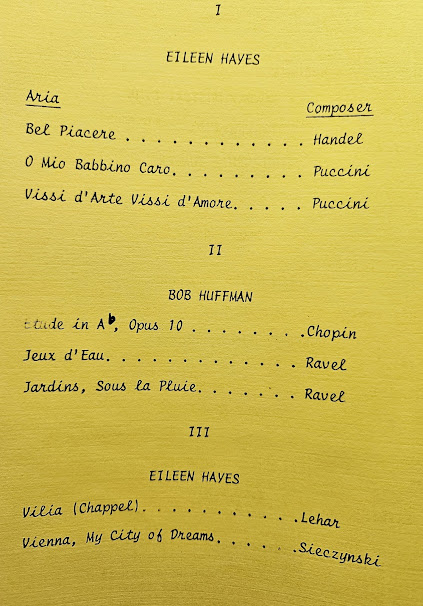 I
EILEEN HAYES
Aria Composer
Bel Piacere . . . . . . . . . . . . Handel
O Mio Babbino Caro. . . . . . . . . Puccini
Vissi d'Arte Vissi d'Amore. . . . . Puccini
II
BOB HUFFMAN
Etude in A♭, Opus 10 . . . . . . . .Chopin
Jeux d'Eau. . . . . . . . . . . . . Ravel
Jardins, Sous la Pluie. . . . . . . Ravel
III
EILEEN HAYES
Vilia (Chappel). . . . . . . . . . .Lehar
Vienna, My City of Dreams. . . . . .Sieczynski